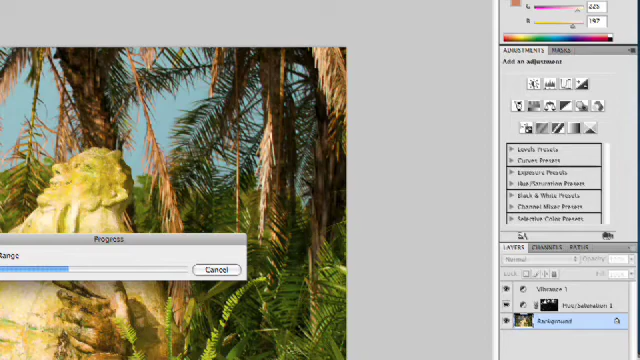 225
197
ADJUSTMENTS MASKS
Add an adjustment
Levels Presets
Curves Presets
Exposure Presets
Hue/Saturation Presets
Black & White Presets
Channel Mixer Presets
Selective Color Presets
Progress
Range
Cancel
LAYERS CHANNELS PATHS
Normal
Opacity:
Lock:
Fill:
Vibrance 1
Hue/Saturation 1
Background